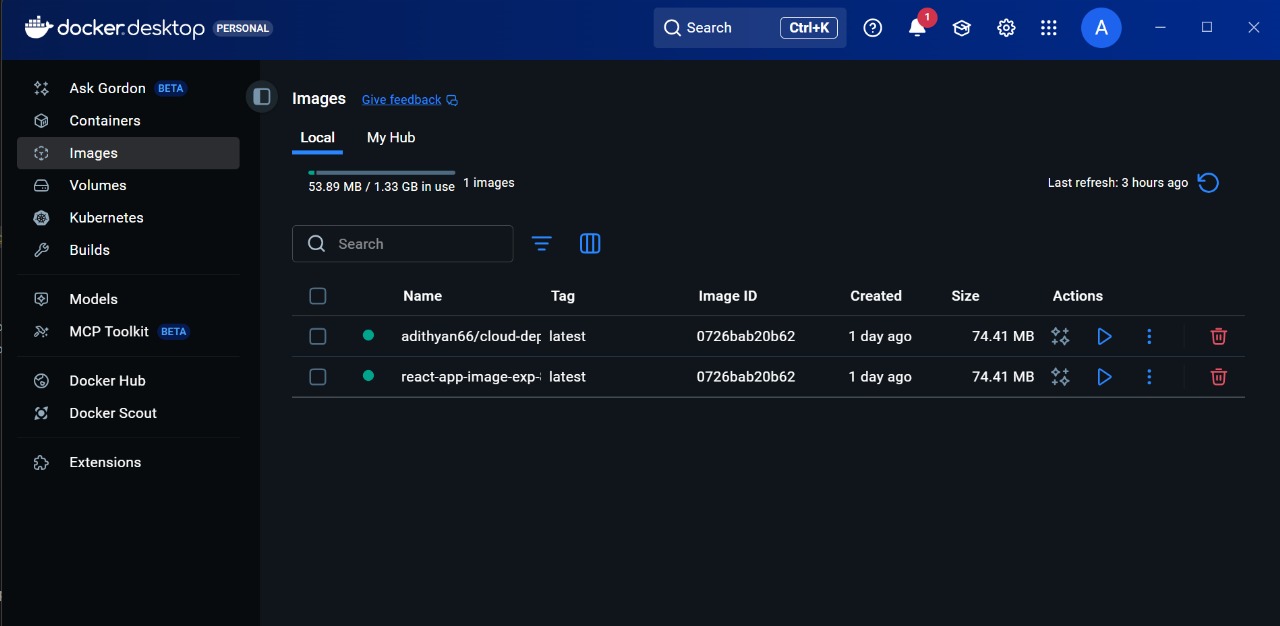 docker.desktop PERSONAL Search Ctrl+K 1 A
Ask Gordon BETA
Containers
Images
Volumes
Kubernetes
Builds
Models
MCP Toolkit BETA
Docker Hub
Docker Scout
Extensions
Images Give feedback
Local My Hub
53.89 MB / 1.33 GB in use 1 images Last refresh: 3 hours ago
Search
Name Tag Image ID Created Size Actions
adithyan66/cloud-dep latest 0726bab20b62 1 day ago 74.41 MB
react-app-image-exp- latest 0726bab20b62 1 day ago 74.41 MB